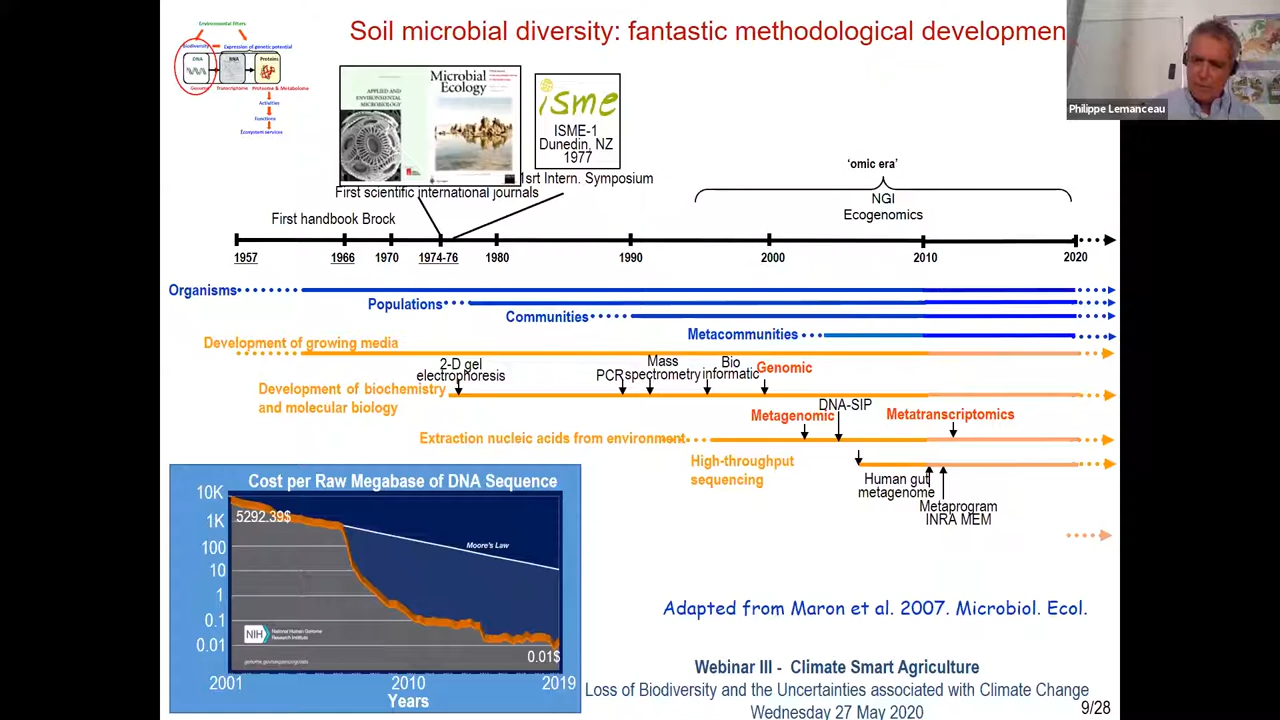 Soil microbial diversity: fantastic methodological developmen
Environmental filters
Biodiversity
Expression of genetic potential
DNA
RNA
Proteins
Genome
Transcriptome
Proteome & Metabolome
Activities
Functions
Ecosystem services
APPLIED AND
ENVIRONMENTAL
MICROBIOLOGY
Microbial
Ecology
isme
ISME-1
Dunedin, NZ
1977
Philippe Lemanceau
First scientific international journals
1srt Intern. Symposium
'omic era'
NGI
Ecogenomics
First handbook Brock
1957
1966
1970
1974-76
1980
1990
2000
2010
2020
Organisms
Populations
Communities
Metacommunities
Development of growing media
2-D gel
electrophoresis
PCR
Mass
spectrometry
Bio
informatic
Genomic
Development of biochemistry
and molecular biology
DNA-SIP
Metagenomic
Metatranscriptomics
Extraction nucleic acids from environment
High-throughput
sequencing
Human gut
metagenome
Metaprogram
INRA MEM
Cost per Raw Megabase of DNA Sequence
10K
1K
100
10
1
0.1
0.01
5292.39$
Moore's Law
NIH
National Human Genome
Research Institute
genome.gov/sequencingcosts
0.01$
2001
2010
2019
Years
Adapted from Maron et al. 2007. Microbiol. Ecol.
Webinar III - Climate Smart Agriculture
Loss of Biodiversity and the Uncertainties associated with Climate Change
Wednesday 27 May 2020
9/28